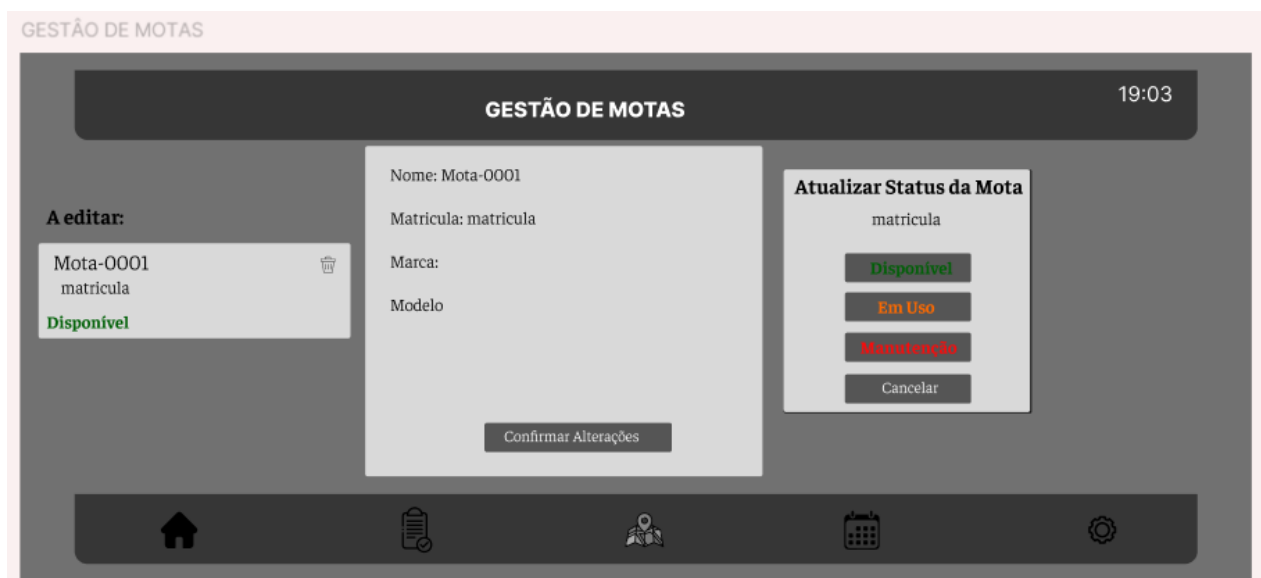 GESTÃO DE MOTAS
GESTÃO DE MOTAS
19:03
A editar:
Mota-0001
matricula
Disponível
Nome: Mota-0001
Matricula: matricula
Marca:
Modelo
Confirmar Alterações
Atualizar Status da Mota
matricula
Disponivel
Em Uso
Manutenção
Cancelar